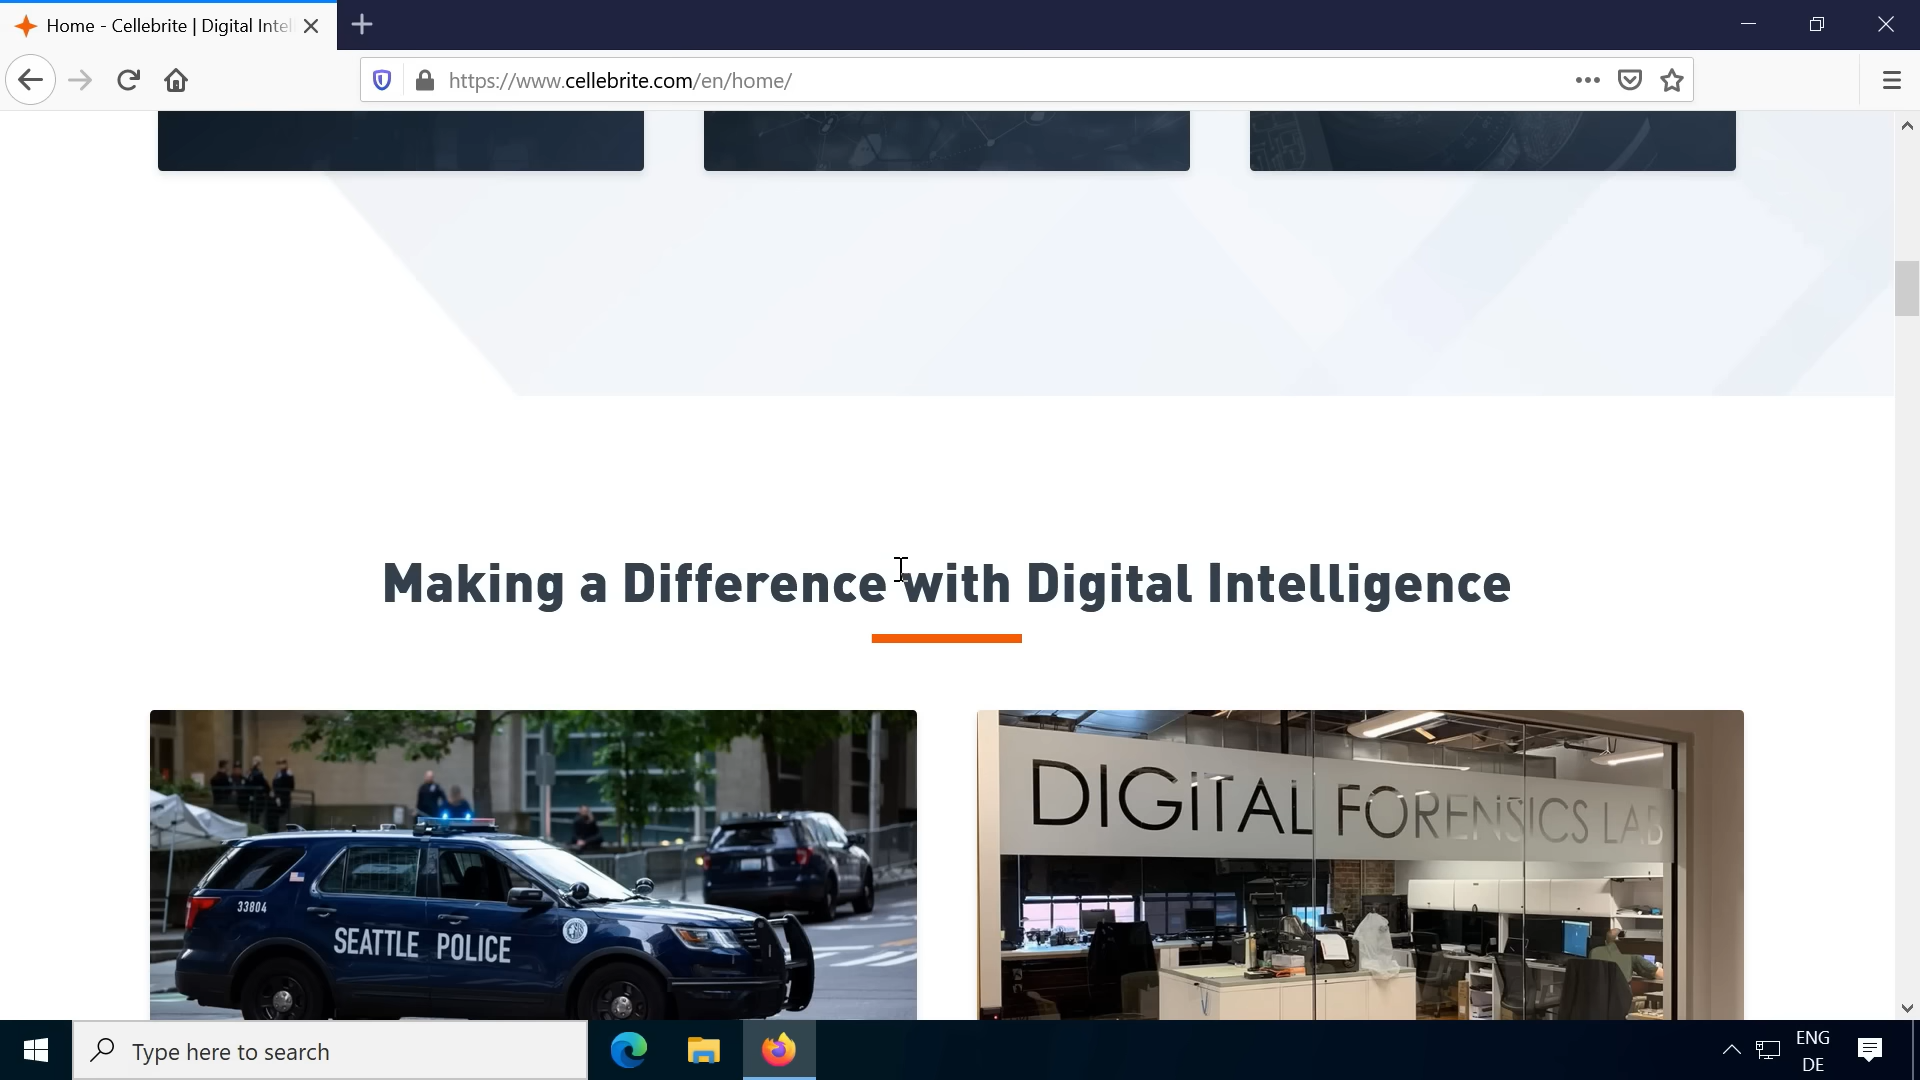 Home - Cellebrite | Digital Intel
https://www.cellebrite.com/en/home/
Making a Difference with Digital Intelligence
33804
SEATTLE POLICE
DIGITAL FORENSICS LAB
Type here to search
ENG
DE